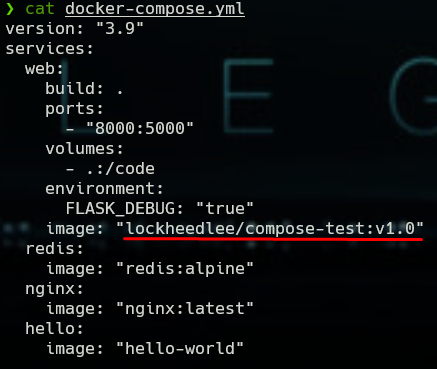 ❯ cat docker-compose.yml
version: "3.9"
services:
  web:
    build: .
    ports:
      - "8000:5000"
    volumes:
      - .:/code
    environment:
      FLASK_DEBUG: "true"
    image: "lockheedlee/compose-test:v1.0"
  redis:
    image: "redis:alpine"
  nginx:
    image: "nginx:latest"
  hello:
    image: "hello-world"
L E G